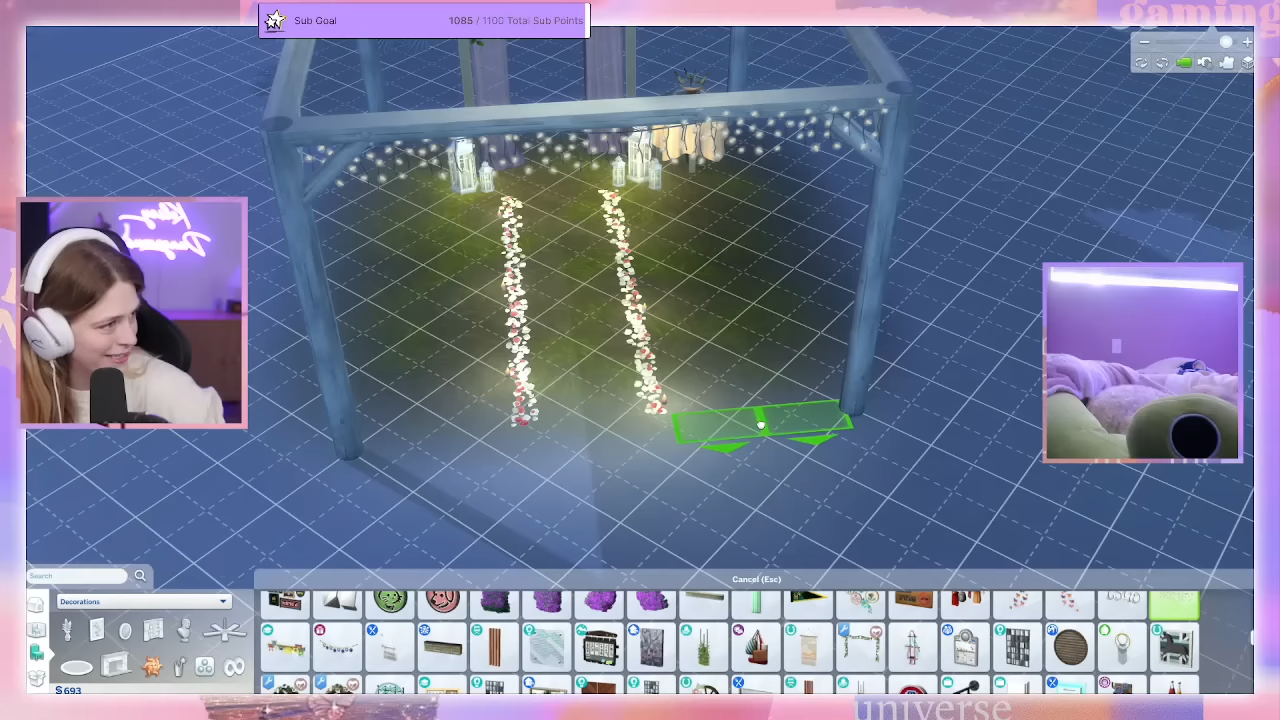 gaming
Sub Goal
1085 / 1100 Total Sub Points
Cancel (Esc)
Search
Decorations
§693
universe